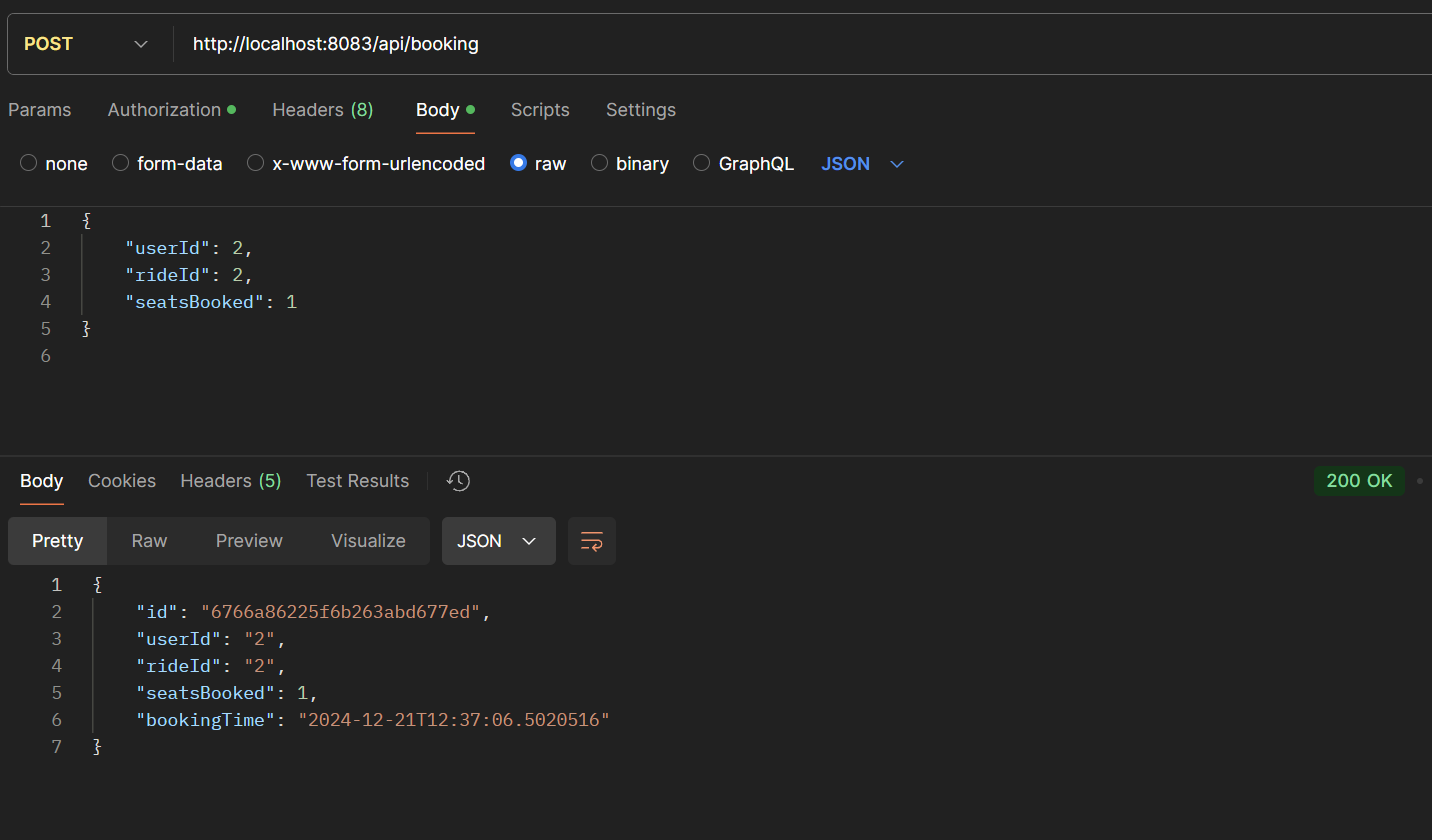 POST http://localhost:8083/api/booking
Params Authorization Headers (8) Body Scripts Settings
none form-data x-www-form-urlencoded raw binary GraphQL JSON
1 {
2 "userId": 2,
3 "rideId": 2,
4 "seatsBooked": 1
5 }
6
Body Cookies Headers (5) Test Results 200 OK
Pretty Raw Preview Visualize JSON
1 {
2 "id": "6766a86225f6b263abd677ed",
3 "userId": "2",
4 "rideId": "2",
5 "seatsBooked": 1,
6 "bookingTime": "2024-12-21T12:37:06.5020516"
7 }